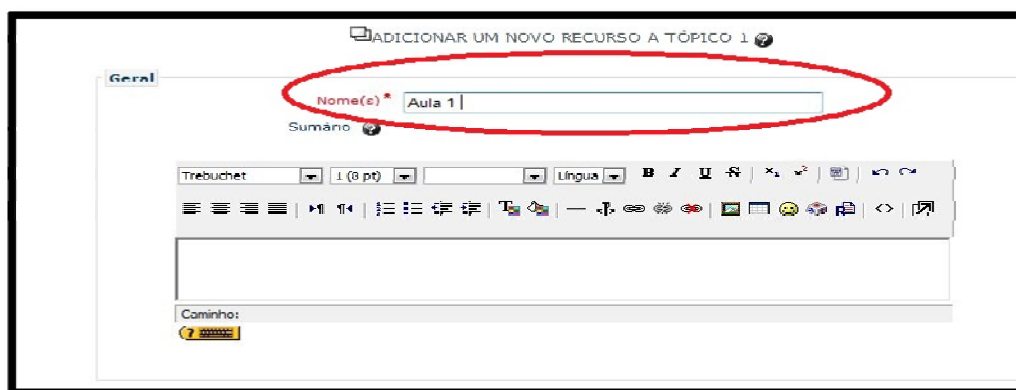 ADICIONAR UM NOVO RECURSO A TÓPICO 1
Geral
Nome(s)* Aula 1
Sumário
Trebuchet 1 (8 pt) Língua B I U S
Caminho: